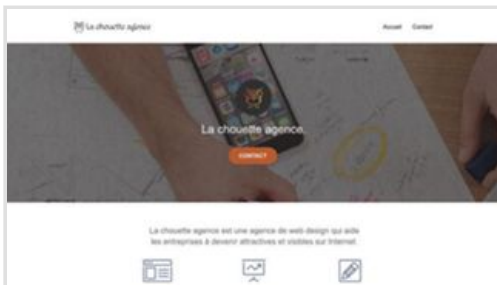 La chouette agence
Accueil Contact
La chouette agence.
CONTACT
La chouette agence est une agence de web design qui aide
les entreprises à devenir attractives et visibles sur Internet.